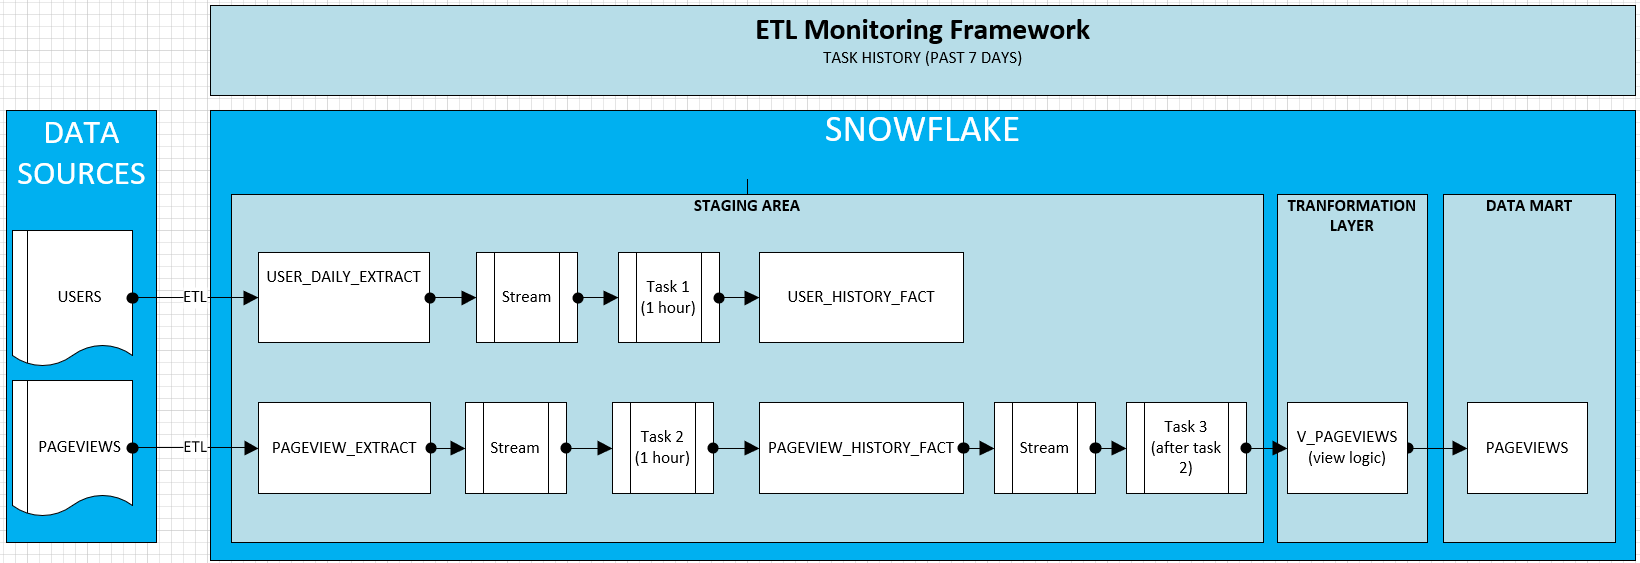 ETL Monitoring Framework
TASK HISTORY (PAST 7 DAYS)
DATA
SOURCES
SNOWFLAKE
STAGING AREA
TRANFORMATION
LAYER
DATA MART
USERS
ETL
USER_DAILY_EXTRACT
Stream
Task 1
(1 hour)
USER_HISTORY_FACT
PAGEVIEWS
ETL
PAGEVIEW_EXTRACT
Stream
Task 2
(1 hour)
PAGEVIEW_HISTORY_FACT
Stream
Task 3
(after task
2)
V_PAGEVIEWS
(view logic)
PAGEVIEWS